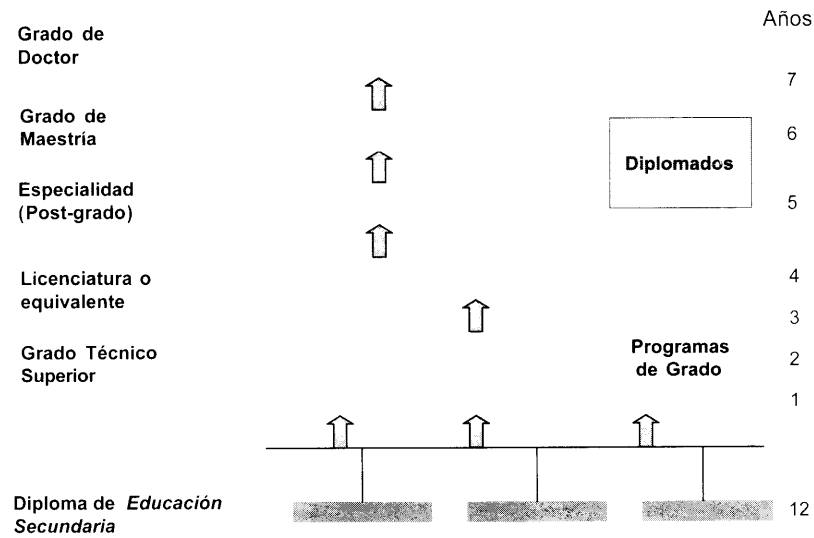 Años
Grado de
Doctor
7
Grado de
Maestría
6
Diplomados
Especialidad
(Post-grado)
5
Licenciatura o
equivalente
4
3
Grado Técnico
Superior
Programas
de Grado
2
1
Diploma de Educación
Secundaria
12